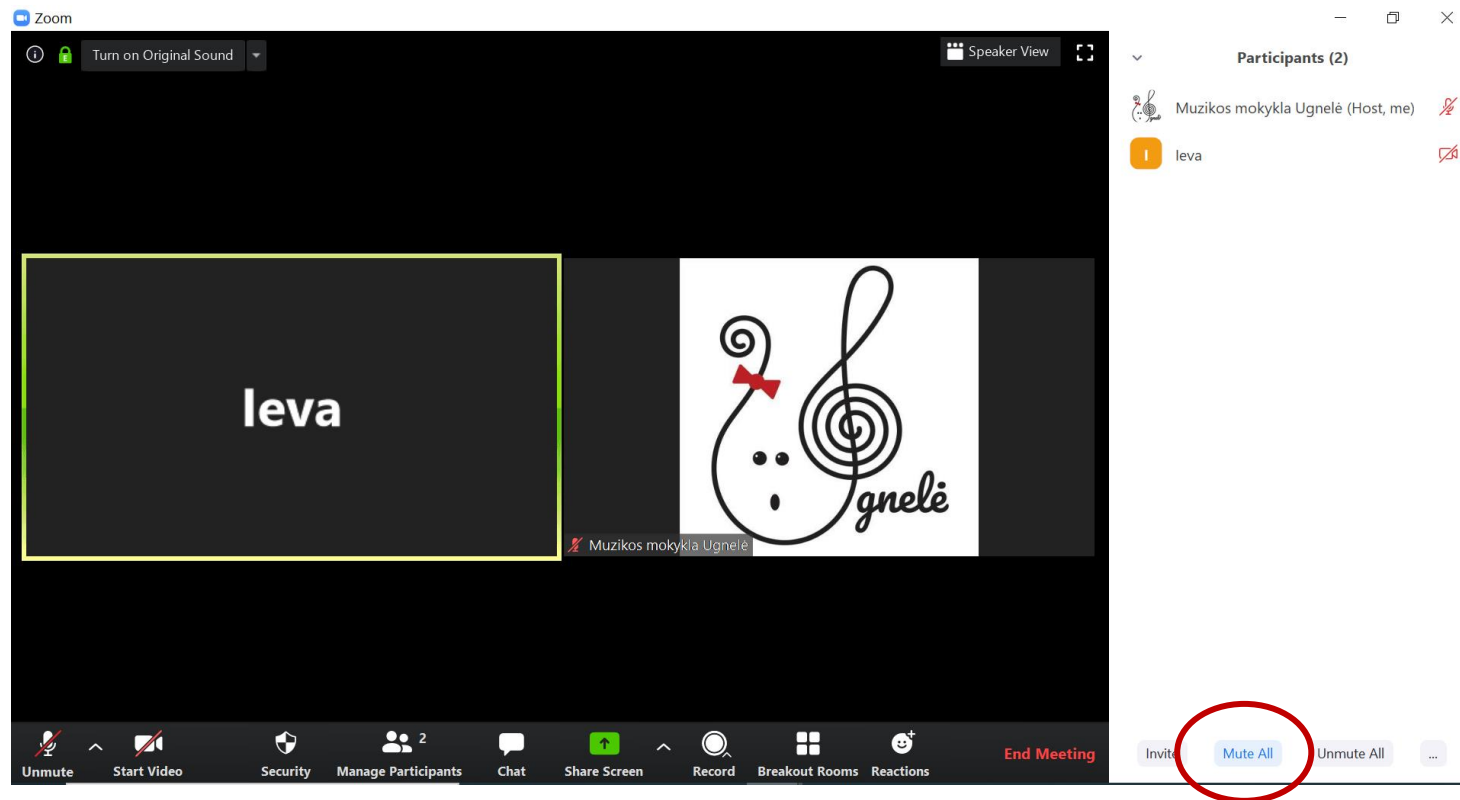 Zoom
Turn on Original Sound
Speaker View
Participants (2)
Muzikos mokykla Ugnelė (Host, me)
I
Ieva
Ieva
gnelė
Muzikos mokykla Ugnelė
2
Unmute
Start Video
Security
Manage Participants
Chat
Share Screen
Record
Breakout Rooms
Reactions
End Meeting
Invite
Mute All
Unmute All
...